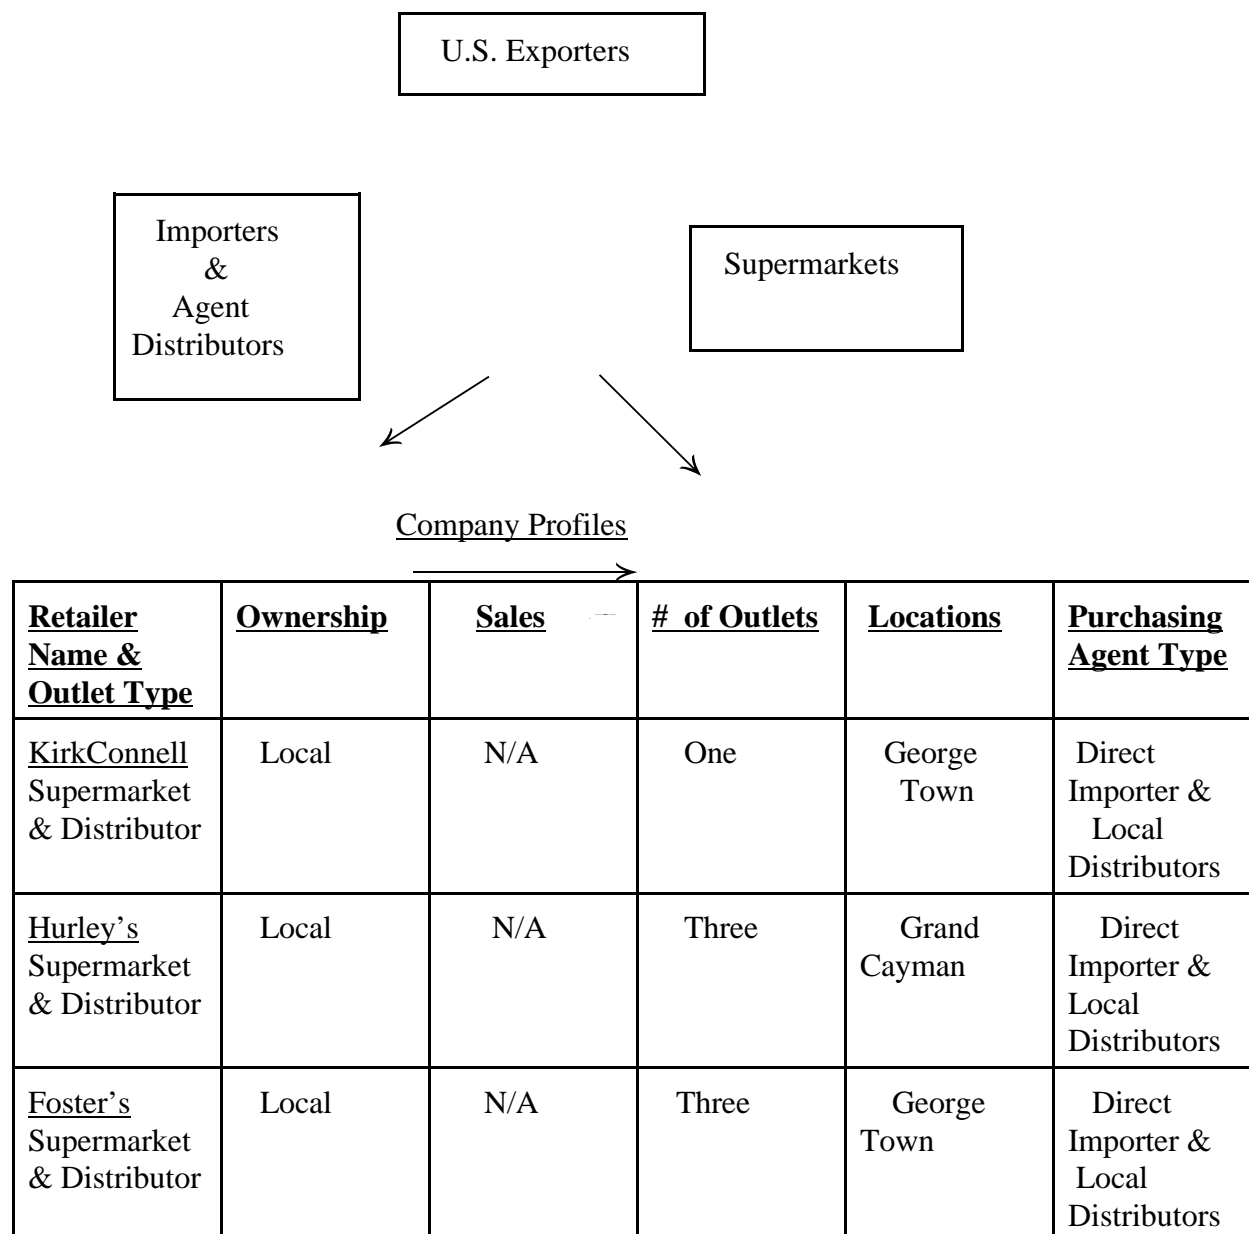 U.S. Exporters
Importers
&
Agent
Distributors
Supermarkets
Company Profiles
Retailer
Name &
Outlet Type
Ownership
Sales
# of Outlets
Locations
Purchasing
Agent Type
KirkConnell
Supermarket
& Distributor
Local
N/A
One
George
Town
Direct
Importer &
Local
Distributors
Hurley’s
Supermarket
& Distributor
Local
N/A
Three
Grand
Cayman
Direct
Importer &
Local
Distributors
Foster’s
Supermarket
& Distributor
Local
N/A
Three
George
Town
Direct
Importer &
Local
Distributors